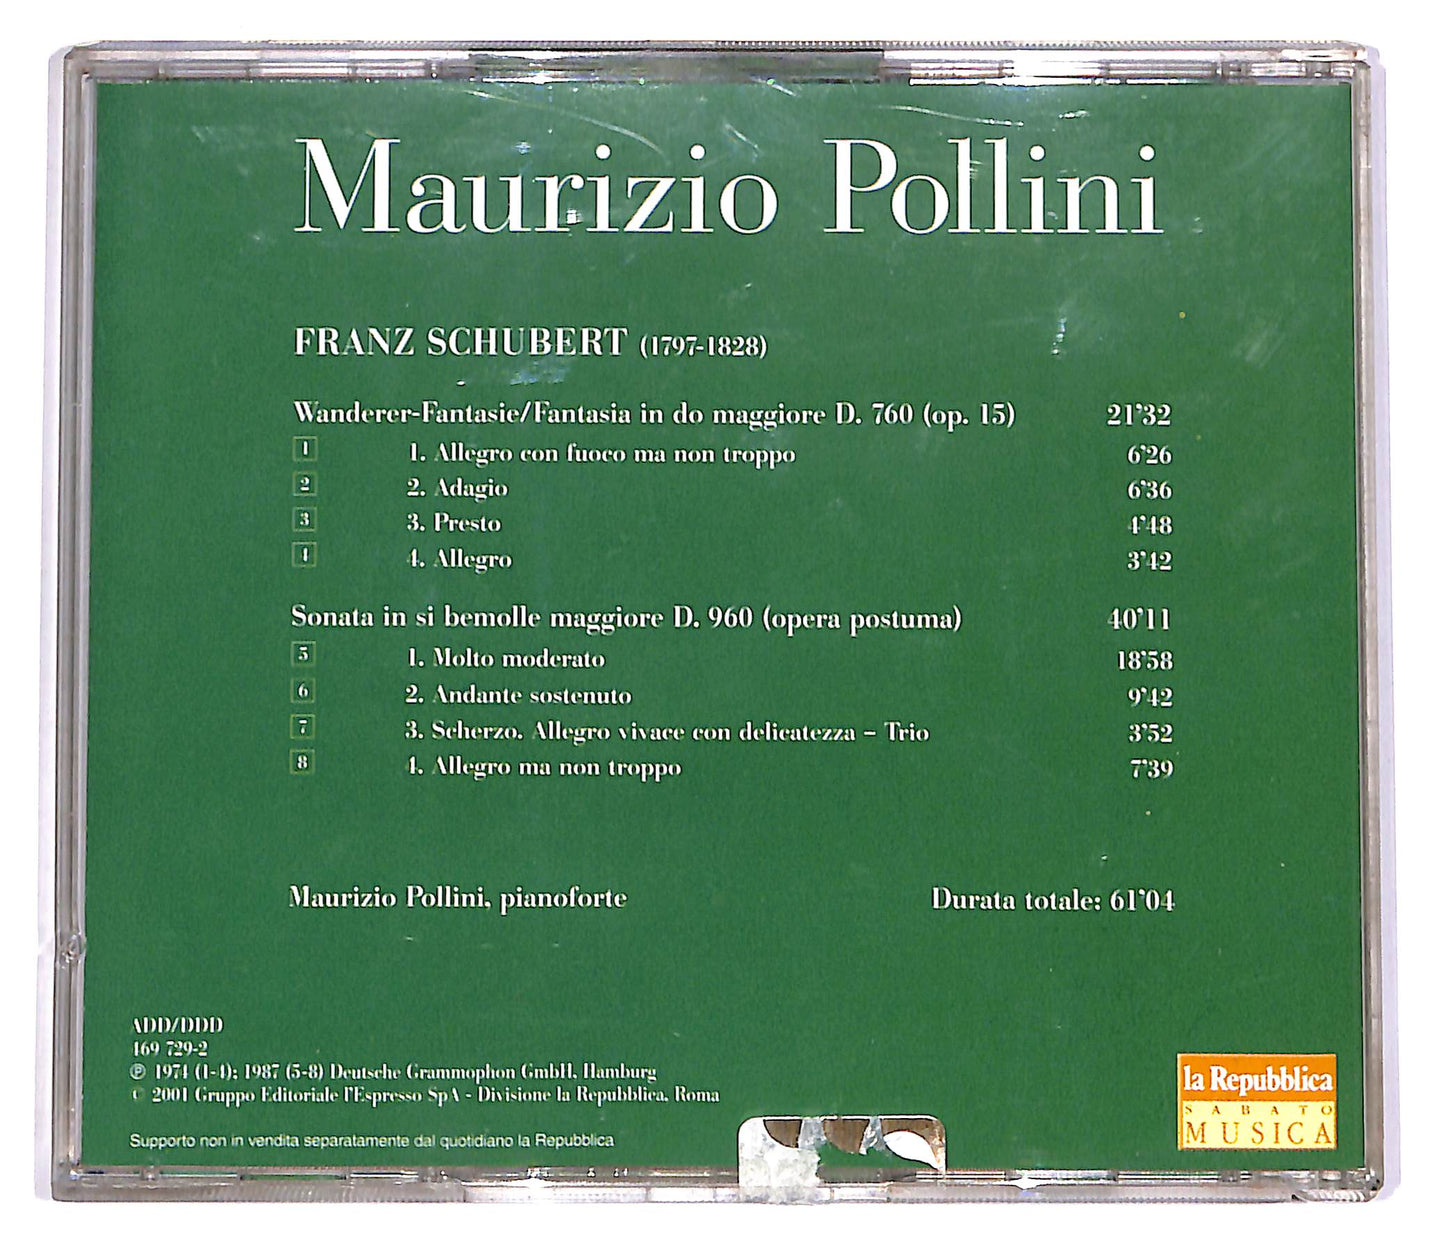 Maurizio Pollini
FRANZ SCHUBERT (1797-1828)
Wanderer-Fantasie/Fantasia in do maggiore D. 760 (op. 15) 21'32
1 1. Allegro con fuoco ma non troppo 6'26
2 2. Adagio 6'36
3 3. Presto 4'48
4 4. Allegro 3'42
Sonata in si bemolle maggiore D. 960 (opera postuma) 40'11
5 1. Molto moderato 18'58
6 2. Andante sostenuto 9'42
7 3. Scherzo. Allegro vivace con delicatezza – Trio 3'52
8 4. Allegro ma non troppo 7'39
Maurizio Pollini, pianoforte Durata totale: 61'04
ADD/DDD
469 729-2
℗ 1974 (1-4); 1987 (5-8) Deutsche Grammophon GmbH, Hamburg
© 2001 Gruppo Editoriale l'Espresso SpA - Divisione la Repubblica, Roma
Supporto non in vendita separatamente dal quotidiano la Repubblica
la Repubblica
SABATO
MUSICA